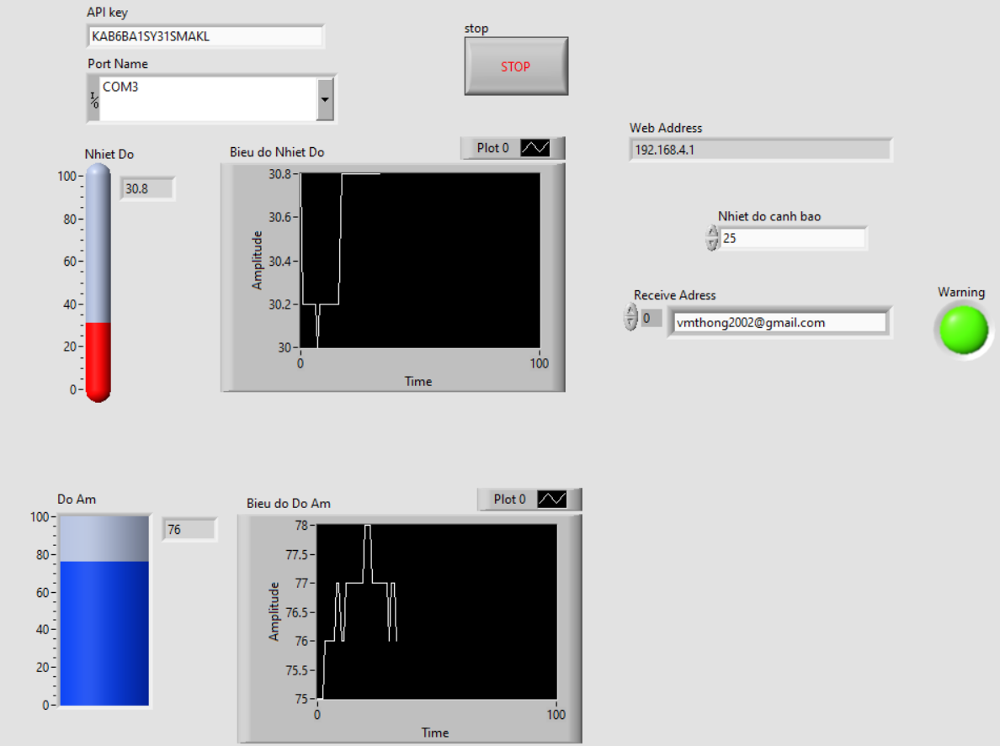 API key
KAB6BA1SY31SMAKL
Port Name
COM3
stop
STOP
Web Address
192.168.4.1
Nhiet Do
30.8
100
80
60
40
20
0
Bieu do Nhiet Do
Plot 0
30.8
30.6
30.4
30.2
30
Amplitude
0
100
Time
Nhiet do canh bao
25
Receive Adress
0
vmthong2002@gmail.com
Warning
Do Am
76
100
80
60
40
20
0
Bieu do Do Am
Plot 0
78
77.5
77
76.5
76
75.5
75
Amplitude
0
100
Time